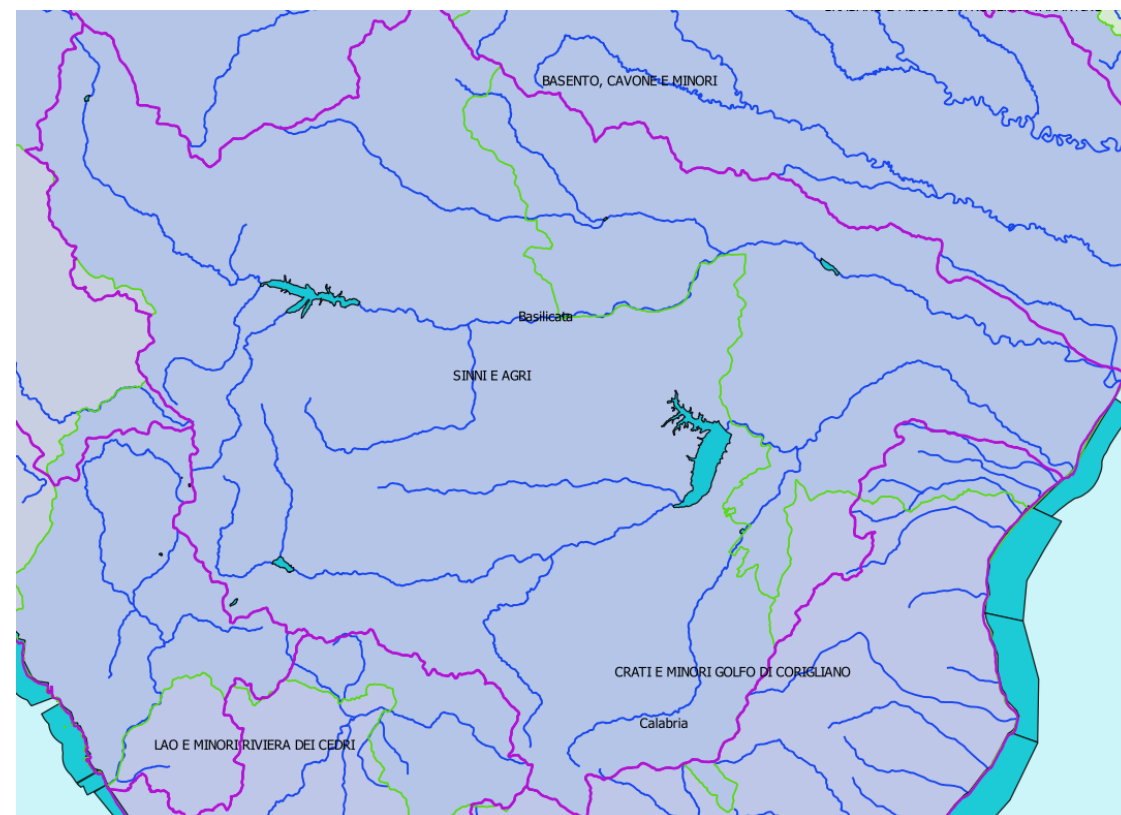 BASENTO, CAVONE E MINORI
Basilicata
SINNI E AGRI
CRATI E MINORI GOLFO DI CORIGLIANO
Calabria
LAO E MINORI RIVIERA DEI CEDRI